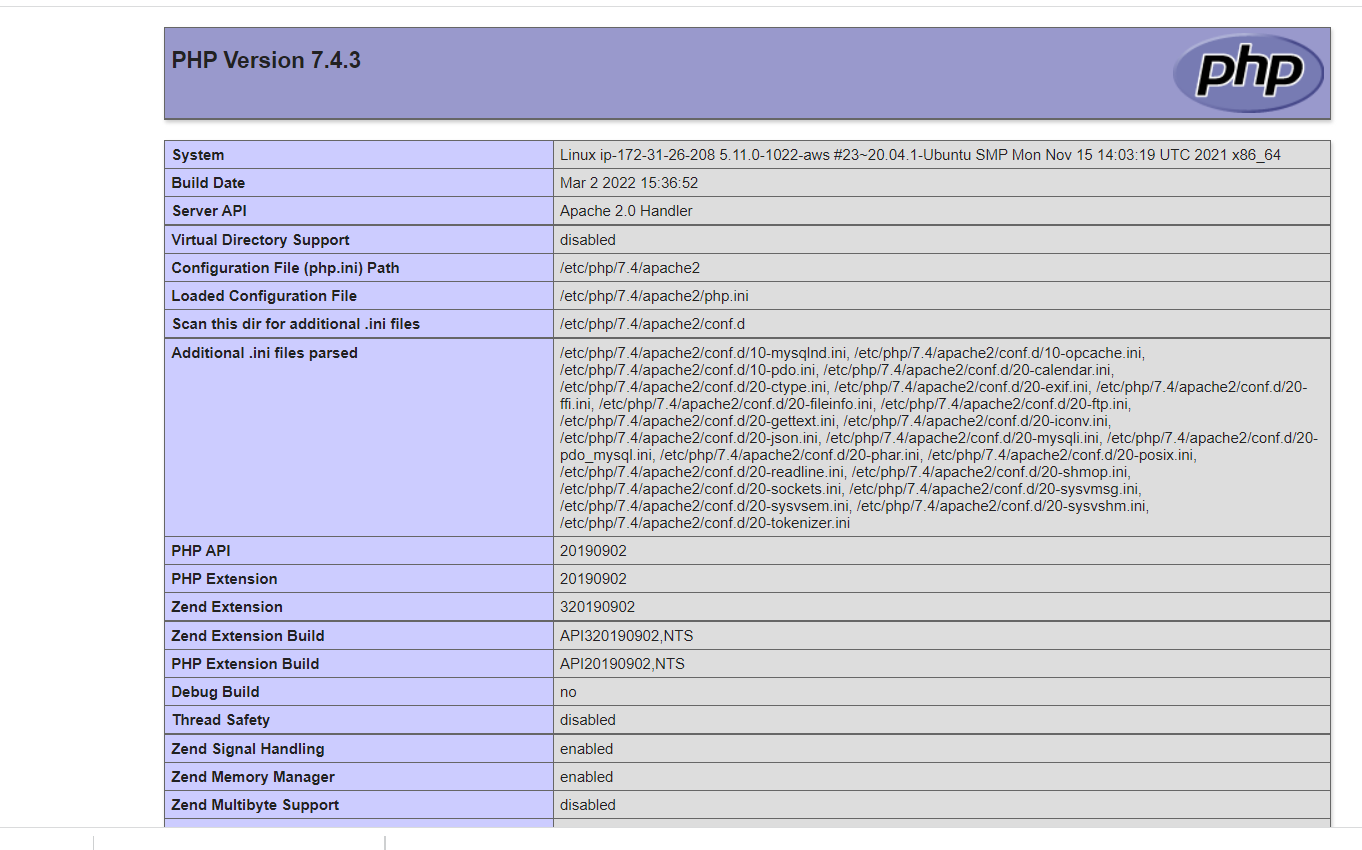 PHP Version 7.4.3
php
System Linux ip-172-31-26-208 5.11.0-1022-aws #23~20.04.1-Ubuntu SMP Mon Nov 15 14:03:19 UTC 2021 x86_64
Build Date Mar 2 2022 15:36:52
Server API Apache 2.0 Handler
Virtual Directory Support disabled
Configuration File (php.ini) Path /etc/php/7.4/apache2
Loaded Configuration File /etc/php/7.4/apache2/php.ini
Scan this dir for additional .ini files /etc/php/7.4/apache2/conf.d
Additional .ini files parsed /etc/php/7.4/apache2/conf.d/10-mysqlnd.ini, /etc/php/7.4/apache2/conf.d/10-opcache.ini,
/etc/php/7.4/apache2/conf.d/10-pdo.ini, /etc/php/7.4/apache2/conf.d/20-calendar.ini,
/etc/php/7.4/apache2/conf.d/20-ctype.ini, /etc/php/7.4/apache2/conf.d/20-exif.ini, /etc/php/7.4/apache2/conf.d/20-
ffi.ini, /etc/php/7.4/apache2/conf.d/20-fileinfo.ini, /etc/php/7.4/apache2/conf.d/20-ftp.ini,
/etc/php/7.4/apache2/conf.d/20-gettext.ini, /etc/php/7.4/apache2/conf.d/20-iconv.ini,
/etc/php/7.4/apache2/conf.d/20-json.ini, /etc/php/7.4/apache2/conf.d/20-mysqli.ini, /etc/php/7.4/apache2/conf.d/20-
pdo_mysql.ini, /etc/php/7.4/apache2/conf.d/20-phar.ini, /etc/php/7.4/apache2/conf.d/20-posix.ini,
/etc/php/7.4/apache2/conf.d/20-readline.ini, /etc/php/7.4/apache2/conf.d/20-shmop.ini,
/etc/php/7.4/apache2/conf.d/20-sockets.ini, /etc/php/7.4/apache2/conf.d/20-sysvmsg.ini,
/etc/php/7.4/apache2/conf.d/20-sysvsem.ini, /etc/php/7.4/apache2/conf.d/20-sysvshm.ini,
/etc/php/7.4/apache2/conf.d/20-tokenizer.ini
PHP API 20190902
PHP Extension 20190902
Zend Extension 320190902
Zend Extension Build API320190902,NTS
PHP Extension Build API20190902,NTS
Debug Build no
Thread Safety disabled
Zend Signal Handling enabled
Zend Memory Manager enabled
Zend Multibyte Support disabled